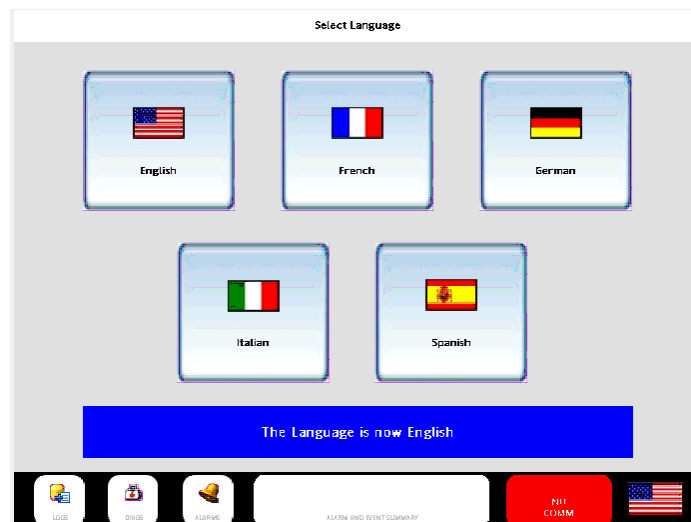 Select Language
English
French
German
Italian
Spanish
The Language is now English
LOGS
DIAGS
ALARMS
ALARM AND EVENT SUMMARY
NO
COMM